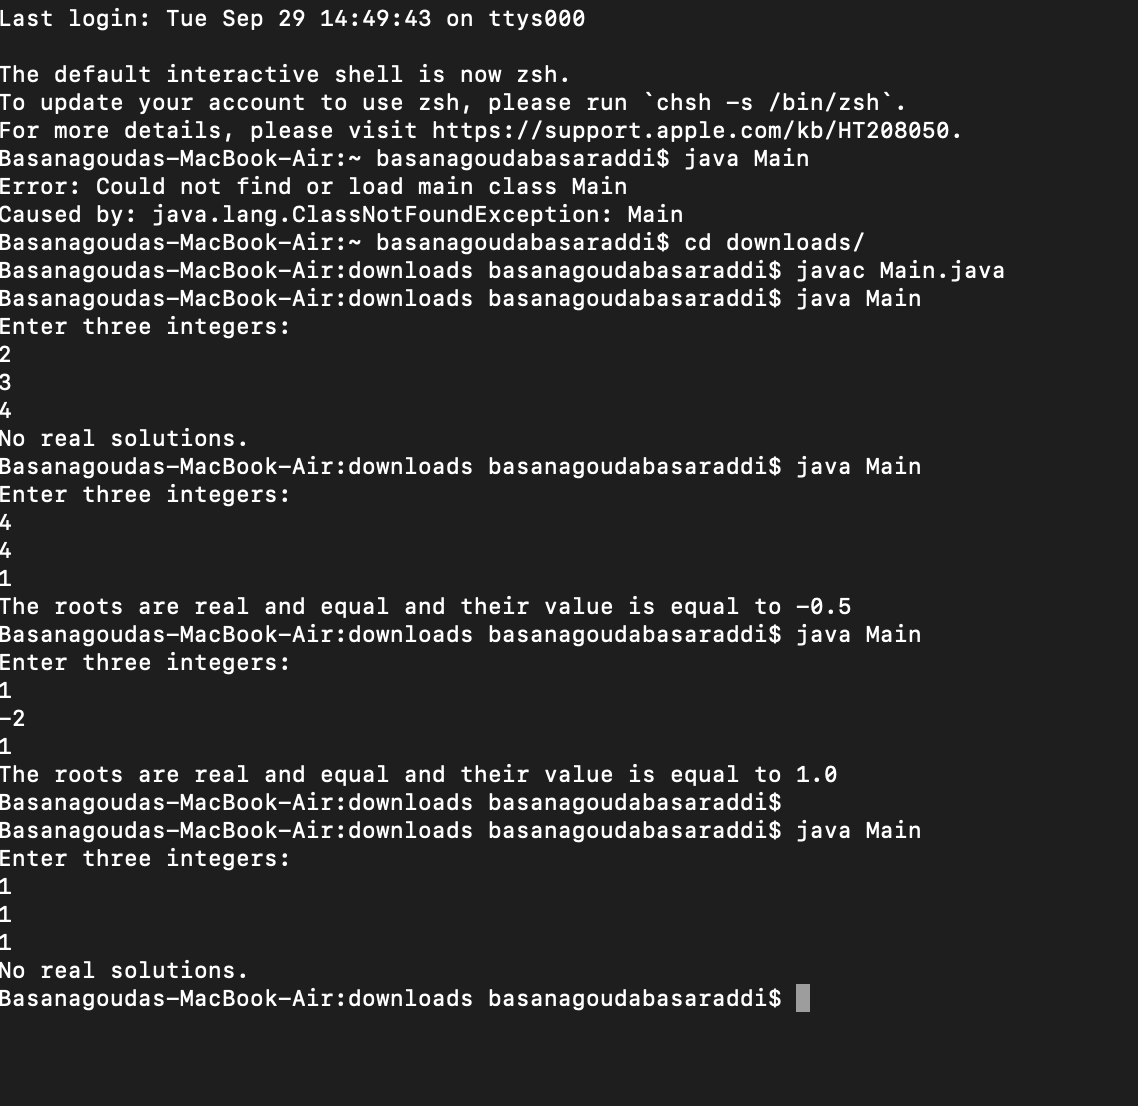 Last login: Tue Sep 29 14:49:43 on ttys000
The default interactive shell is now zsh.
To update your account to use zsh, please run `chsh -s /bin/zsh`.
For more details, please visit https://support.apple.com/kb/HT208050.
Basanagoudas-MacBook-Air:~ basanagoudabasaraddi$ java Main
Error: Could not find or load main class Main
Caused by: java.lang.ClassNotFoundException: Main
Basanagoudas-MacBook-Air:~ basanagoudabasaraddi$ cd downloads/
Basanagoudas-MacBook-Air:downloads basanagoudabasaraddi$ javac Main.java
Basanagoudas-MacBook-Air:downloads basanagoudabasaraddi$ java Main
Enter three integers:
2
3
4
No real solutions.
Basanagoudas-MacBook-Air:downloads basanagoudabasaraddi$ java Main
Enter three integers:
4
4
1
The roots are real and equal and their value is equal to -0.5
Basanagoudas-MacBook-Air:downloads basanagoudabasaraddi$ java Main
Enter three integers:
1
-2
1
The roots are real and equal and their value is equal to 1.0
Basanagoudas-MacBook-Air:downloads basanagoudabasaraddi$
Basanagoudas-MacBook-Air:downloads basanagoudabasaraddi$ java Main
Enter three integers:
1
1
1
No real solutions.
Basanagoudas-MacBook-Air:downloads basanagoudabasaraddi$